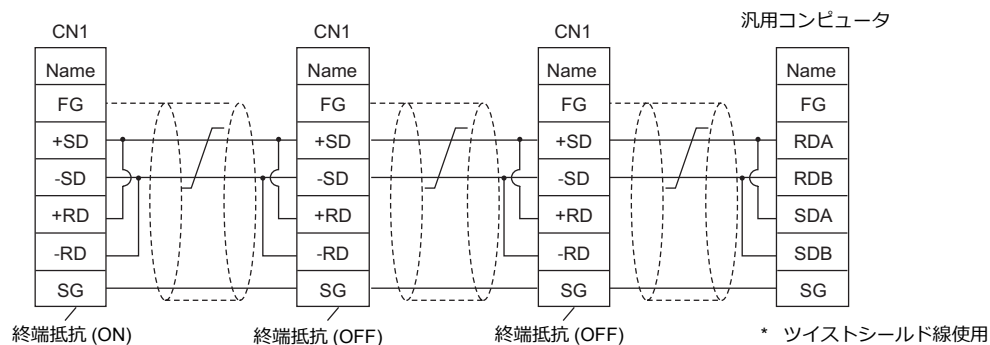 汎用コンピュータ
CN1
CN1
CN1
Name
Name
Name
Name
FG
FG
FG
FG
+SD
+SD
+SD
RDA
-SD
-SD
-SD
RDB
+RD
+RD
+RD
SDA
-RD
-RD
-RD
SDB
SG
SG
SG
SG
終端抵抗 (ON)
終端抵抗 (OFF)
終端抵抗 (OFF)
* ツイストシールド線使用